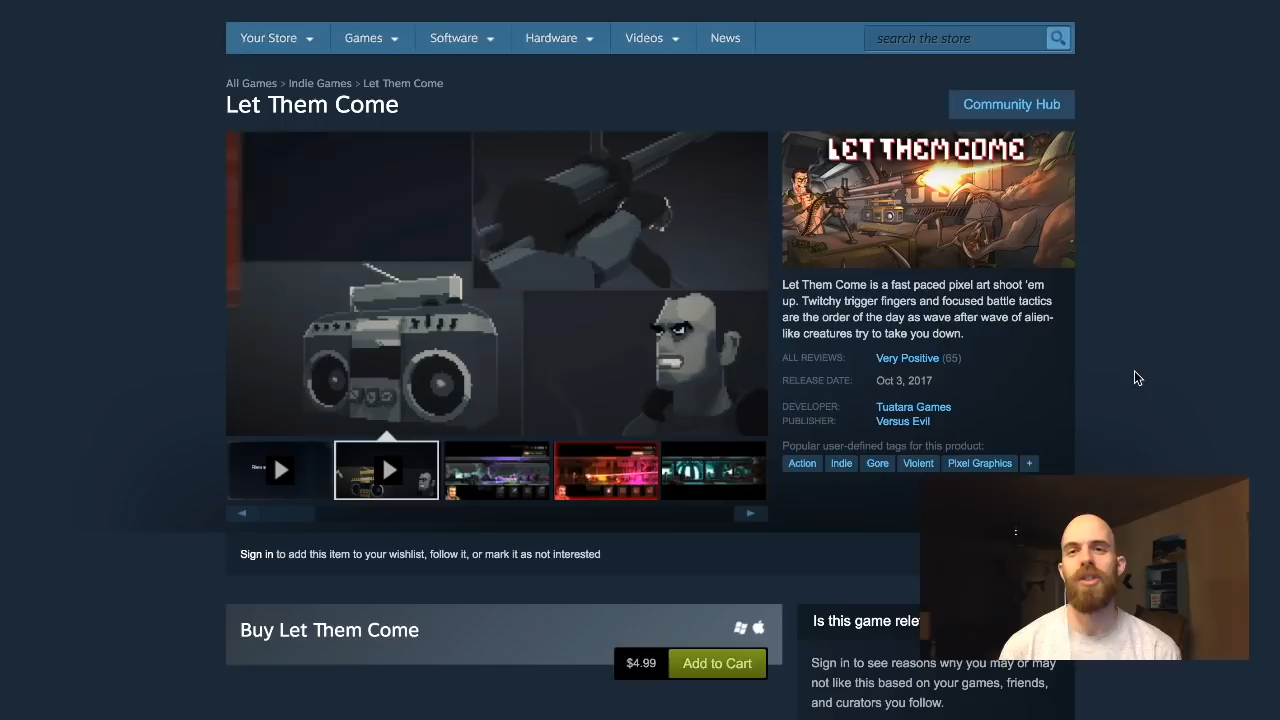 Your Store
Games
Software
Hardware
Videos
News
search the store
All Games > Indie Games > Let Them Come
Let Them Come
Community Hub
LET THEM COME
Let Them Come is a fast paced pixel art shoot 'em
up. Twitchy trigger fingers and focused battle tactics
are the order of the day as wave after wave of alien-
like creatures try to take you down.
ALL REVIEWS: Very Positive (65)
RELEASE DATE: Oct 3, 2017
DEVELOPER: Tuatara Games
PUBLISHER: Versus Evil
Popular user-defined tags for this product:
Action Indie Gore Violent Pixel Graphics +
Sign in to add this item to your wishlist, follow it, or mark it as not interested
Buy Let Them Come
$4.99 Add to Cart
Is this game rele
Sign in to see reasons why you may or may
not like this based on your games, friends,
and curators you follow.